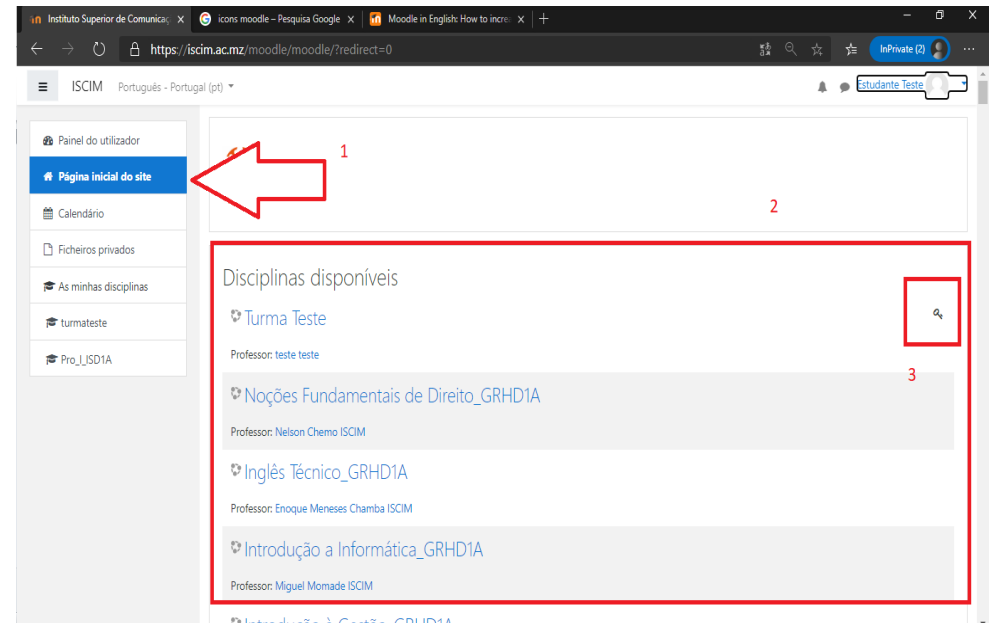 Instituto Superior de Comunicaç
icons moodle – Pesquisa Google
Moodle in English: How to incre
https://iscim.ac.mz/moodle/moodle/?redirect=0
InPrivate (2)
ISCIM Português - Portugal (pt)
Estudante Teste
Painel do utilizador
Página inicial do site
Calendário
Ficheiros privados
As minhas disciplinas
turmateste
Pro_I_ISD1A
1
2
Disciplinas disponíveis
Turma Teste
Professor: teste teste
3
Noções Fundamentais de Direito_GRHD1A
Professor: Nelson Chemo ISCIM
Inglês Técnico_GRHD1A
Professor: Enoque Meneses Chamba ISCIM
Introdução a Informática_GRHD1A
Professor: Miguel Momade ISCIM
Introdução à Gestão_GRHD1A